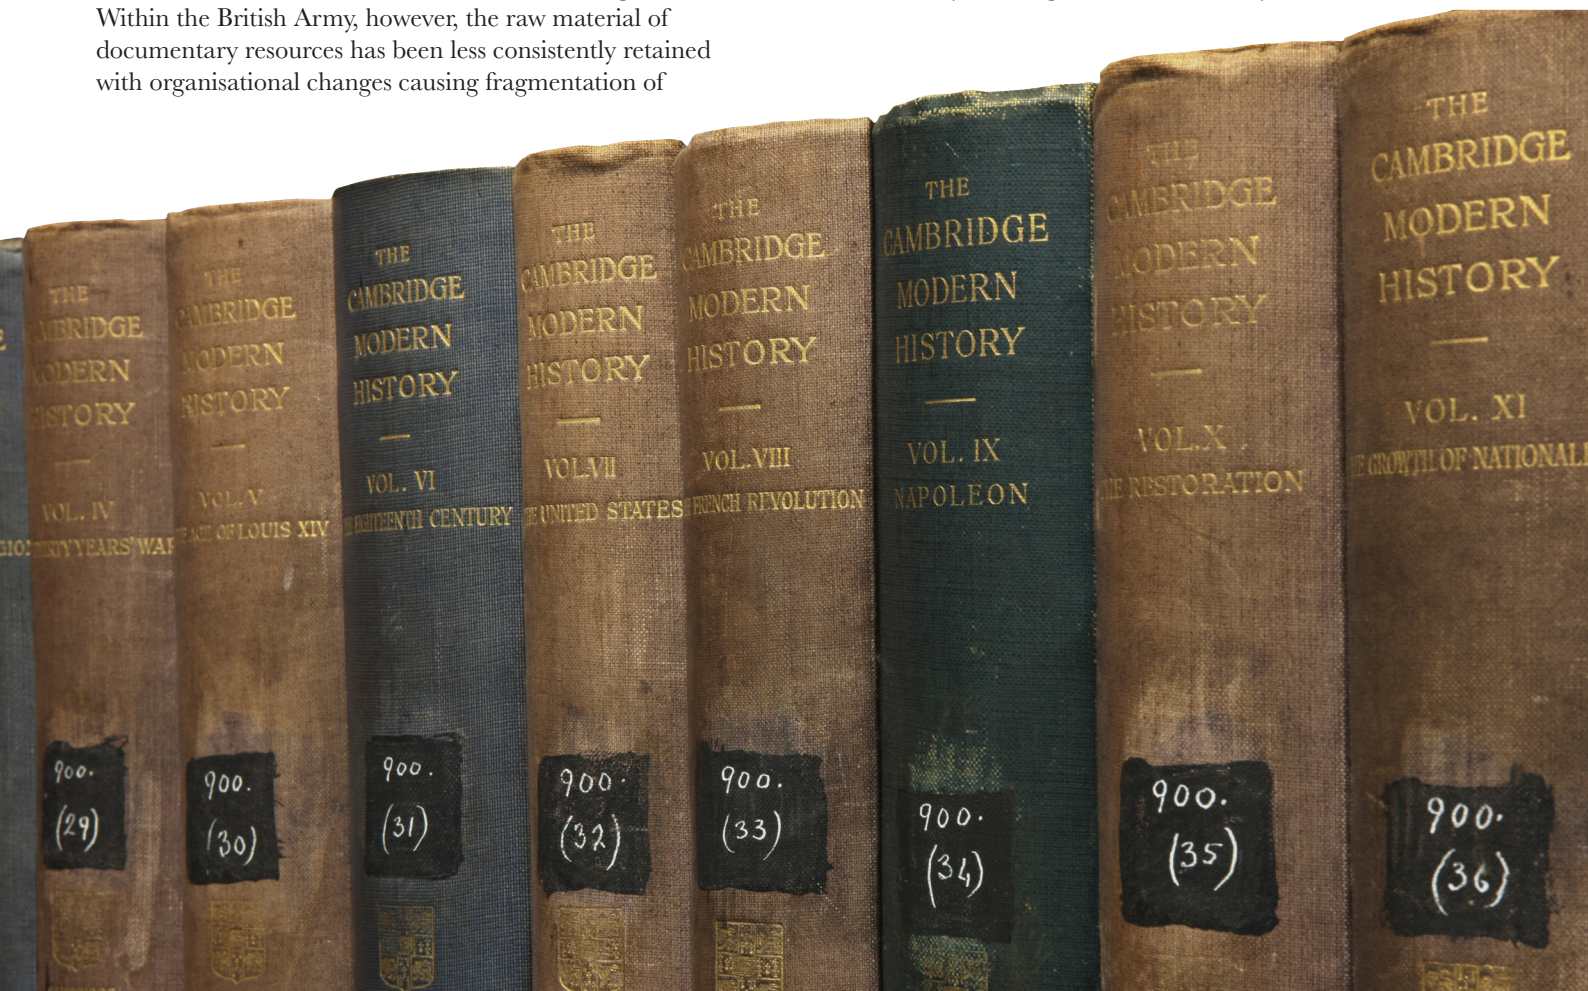 Within the British Army, however, the raw material of
documentary resources has been less consistently retained
with organisational changes causing fragmentation of
THE
CAMBRIDGE
MODERN
HISTORY
VOL. IV
YEARS' WAR
900.
(29)
THE
CAMBRIDGE
MODERN
HISTORY
VOL. V
OF LOUIS XIV
900.
(30)
THE
CAMBRIDGE
MODERN
HISTORY
VOL. VI
EIGHTEENTH CENTURY
900.
(31)
THE
CAMBRIDGE
MODERN
HISTORY
VOL. VII
UNITED STATES
900.
(32)
THE
CAMBRIDGE
MODERN
HISTORY
VOL. VIII
FRENCH REVOLUTION
900.
(33)
THE
CAMBRIDGE
MODERN
HISTORY
VOL. IX
NAPOLEON
900.
(34)
THE
CAMBRIDGE
MODERN
HISTORY
VOL. X
THE RESTORATION
900.
(35)
THE
CAMBRIDGE
MODERN
HISTORY
VOL. XI
GROWTH OF NATIONALI
900.
(36)